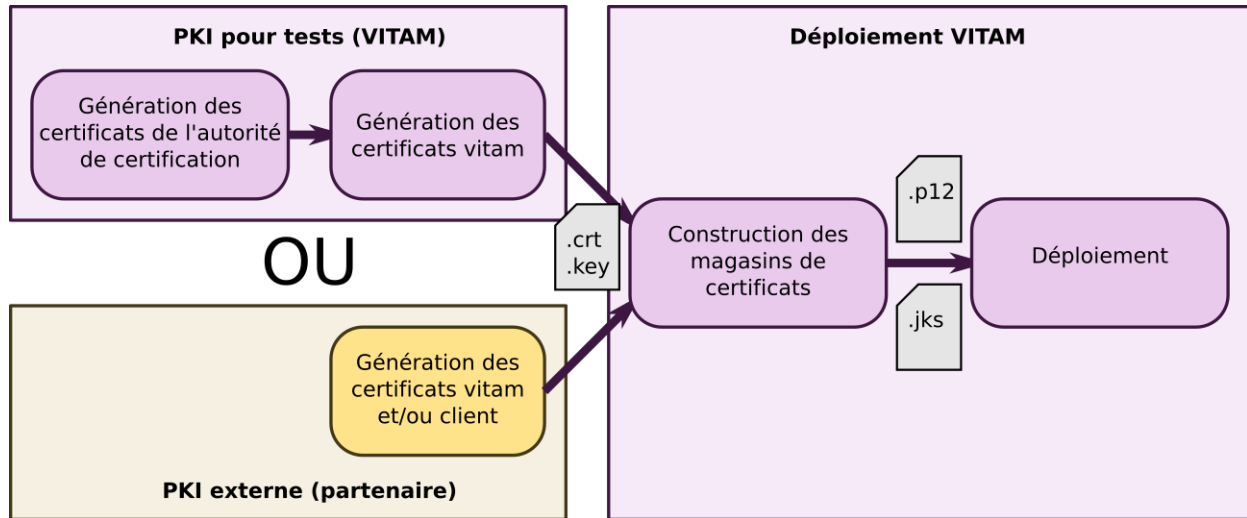 PKI pour tests (VITAM)
Génération des
certificats de l'autorité
de certification
Génération des
certificats vitam
OU
Génération des
certificats vitam
et/ou client
PKI externe (partenaire)
.crt
.key
Déploiement VITAM
Construction des
magasins de
certificats
.p12
.jks
Déploiement